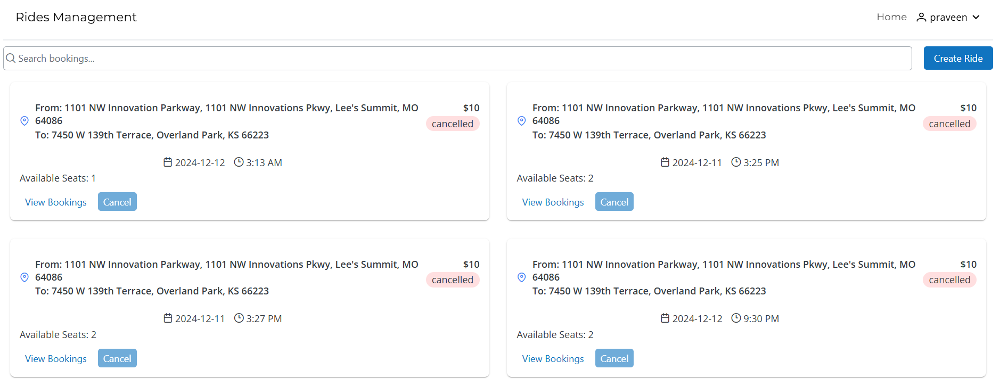 Rides Management
Home praveen
Search bookings...
Create Ride
From: 1101 NW Innovation Parkway, 1101 NW Innovations Pkwy, Lee's Summit, MO
64086
To: 7450 W 139th Terrace, Overland Park, KS 66223
$10
cancelled
2024-12-12 3:13 AM
Available Seats: 1
View Bookings Cancel
From: 1101 NW Innovation Parkway, 1101 NW Innovations Pkwy, Lee's Summit, MO
64086
To: 7450 W 139th Terrace, Overland Park, KS 66223
$10
cancelled
2024-12-11 3:25 PM
Available Seats: 2
View Bookings Cancel
From: 1101 NW Innovation Parkway, 1101 NW Innovations Pkwy, Lee's Summit, MO
64086
To: 7450 W 139th Terrace, Overland Park, KS 66223
$10
cancelled
2024-12-11 3:27 PM
Available Seats: 2
View Bookings Cancel
From: 1101 NW Innovation Parkway, 1101 NW Innovations Pkwy, Lee's Summit, MO
64086
To: 7450 W 139th Terrace, Overland Park, KS 66223
$10
cancelled
2024-12-12 9:30 PM
Available Seats: 2
View Bookings Cancel